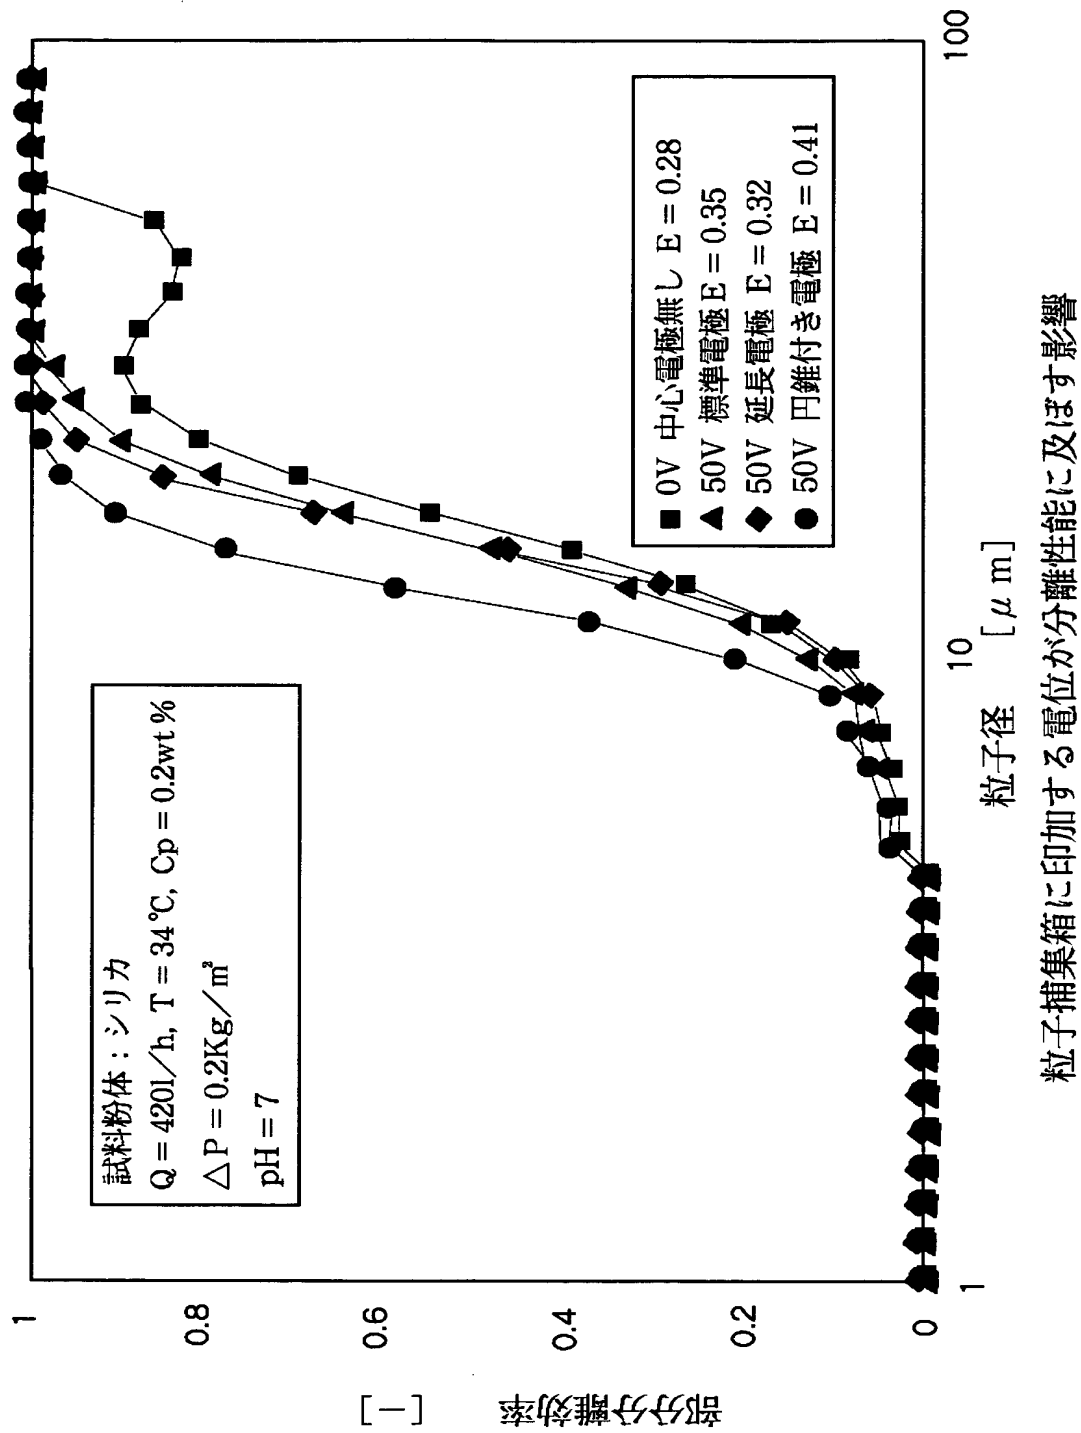 1
0.8
0.6
0.4
0.2
0
部分分離効率 [−]
試料粉体：シリカ
Q＝420l/h, T＝34℃, Cp＝0.2wt%
△P＝0.2Kg/m²
pH＝7
■ 0V 中心電極無し E＝0.28
▲ 50V 標準電極 E＝0.35
◆ 50V 延長電極 E＝0.32
● 50V 円錐付き電極 E＝0.41
1
10
100
粒子径 [μm]
粒子捕集箱に印加する電位が分離性能に及ぼす影響